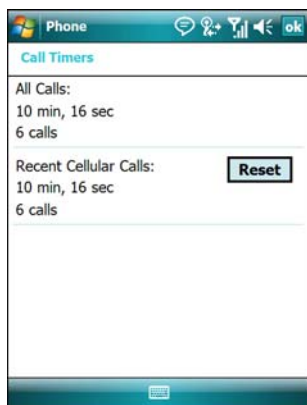 Phone
ok
Call Timers
All Calls:
10 min, 16 sec
6 calls
Recent Cellular Calls:
Reset
10 min, 16 sec
6 calls